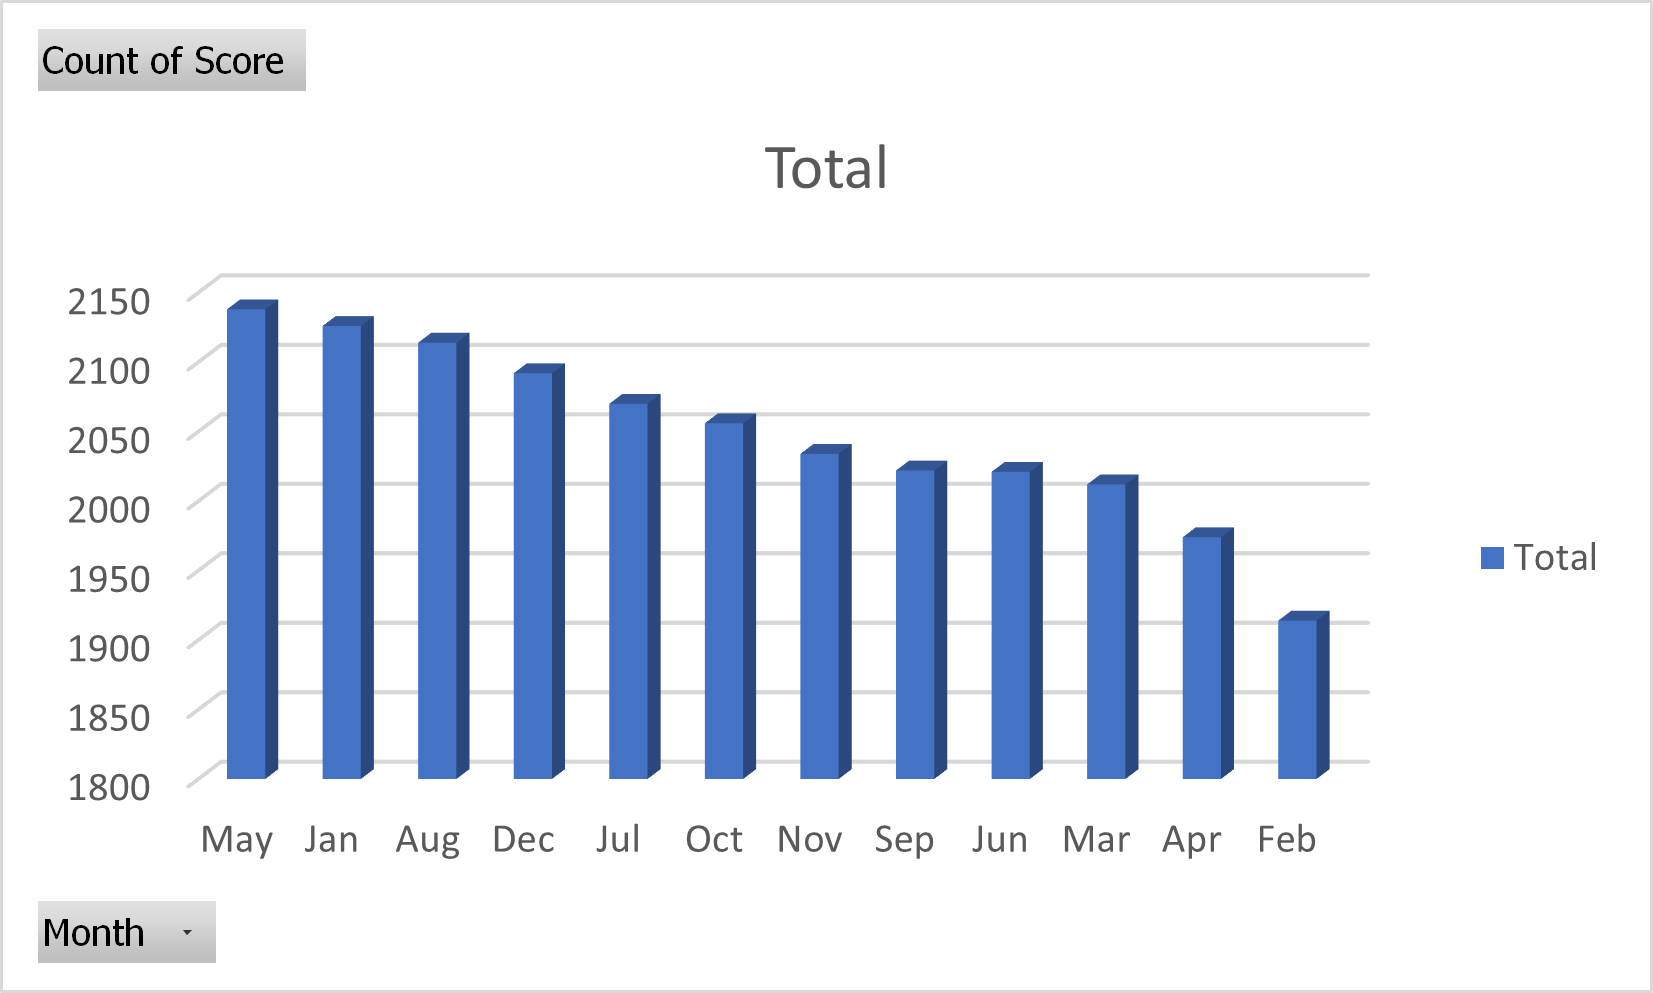 Count of Score
Total
2150
2100
2050
2000
1950
1900
1850
1800
May Jan Aug Dec Jul Oct Nov Sep Jun Mar Apr Feb
Total
Month